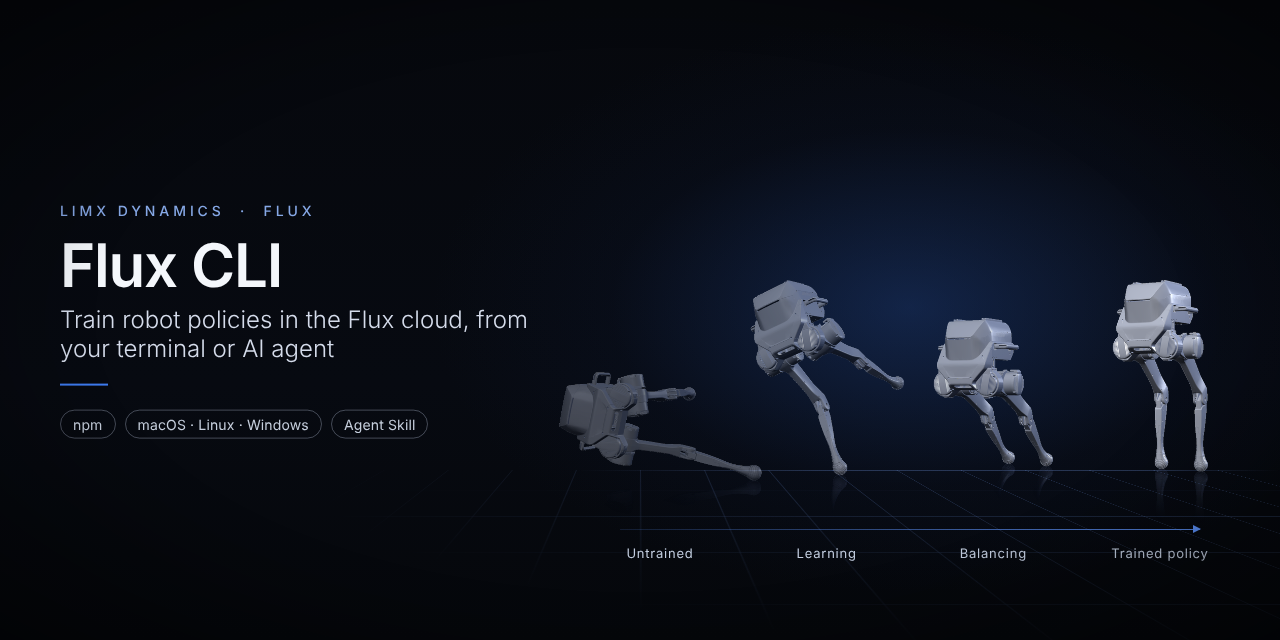 LIMX DYNAMICS · FLUX
Flux CLI
Train robot policies in the Flux cloud, from
your terminal or AI agent
npm
macOS · Linux · Windows
Agent Skill
Untrained
Learning
Balancing
Trained policy